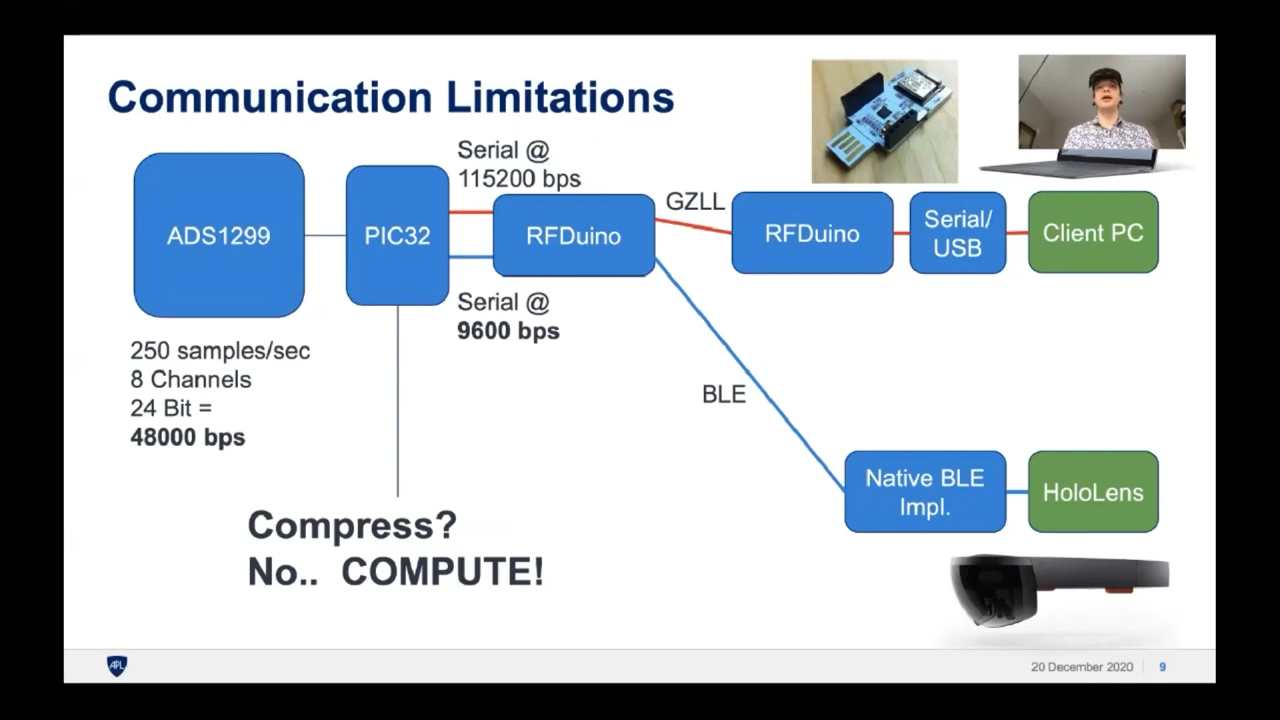 Communication Limitations
Serial @
115200 bps
ADS1299
PIC32
RFDuino
GZLL
RFDuino
Serial/
USB
Client PC
Serial @
9600 bps
250 samples/sec
8 Channels
24 Bit =
48000 bps
BLE
Native BLE
Impl.
HoloLens
Compress?
No.. COMPUTE!
APL
20 December 2020
9